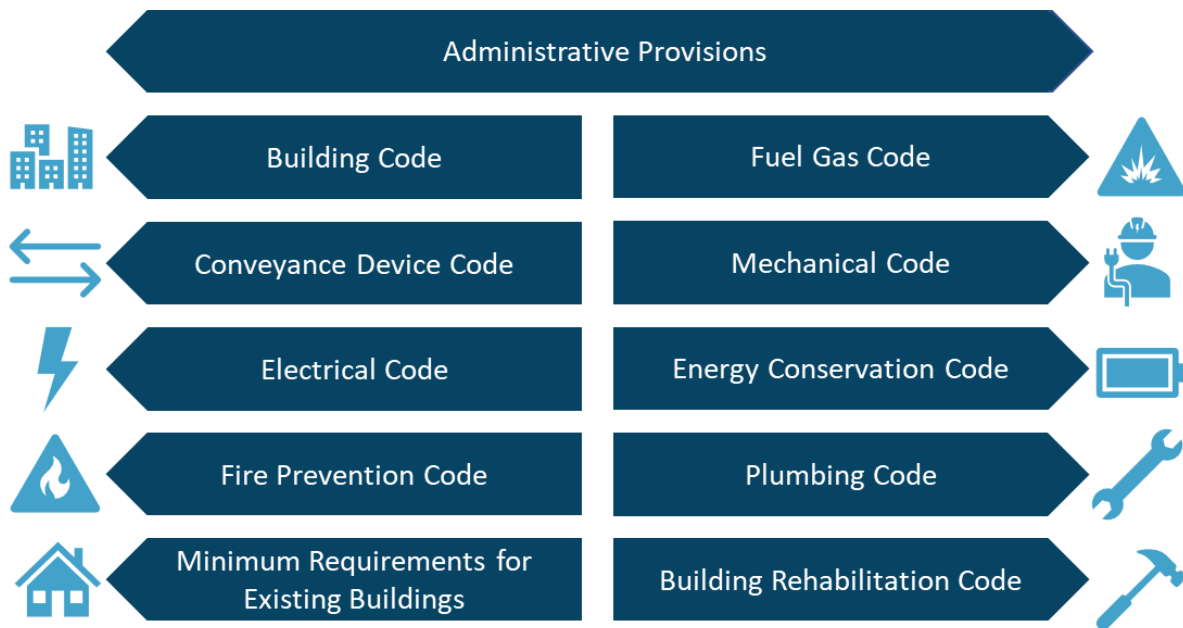 Administrative Provisions
Building Code
Fuel Gas Code
Conveyance Device Code
Mechanical Code
Electrical Code
Energy Conservation Code
Fire Prevention Code
Plumbing Code
Minimum Requirements for
Existing Buildings
Building Rehabilitation Code